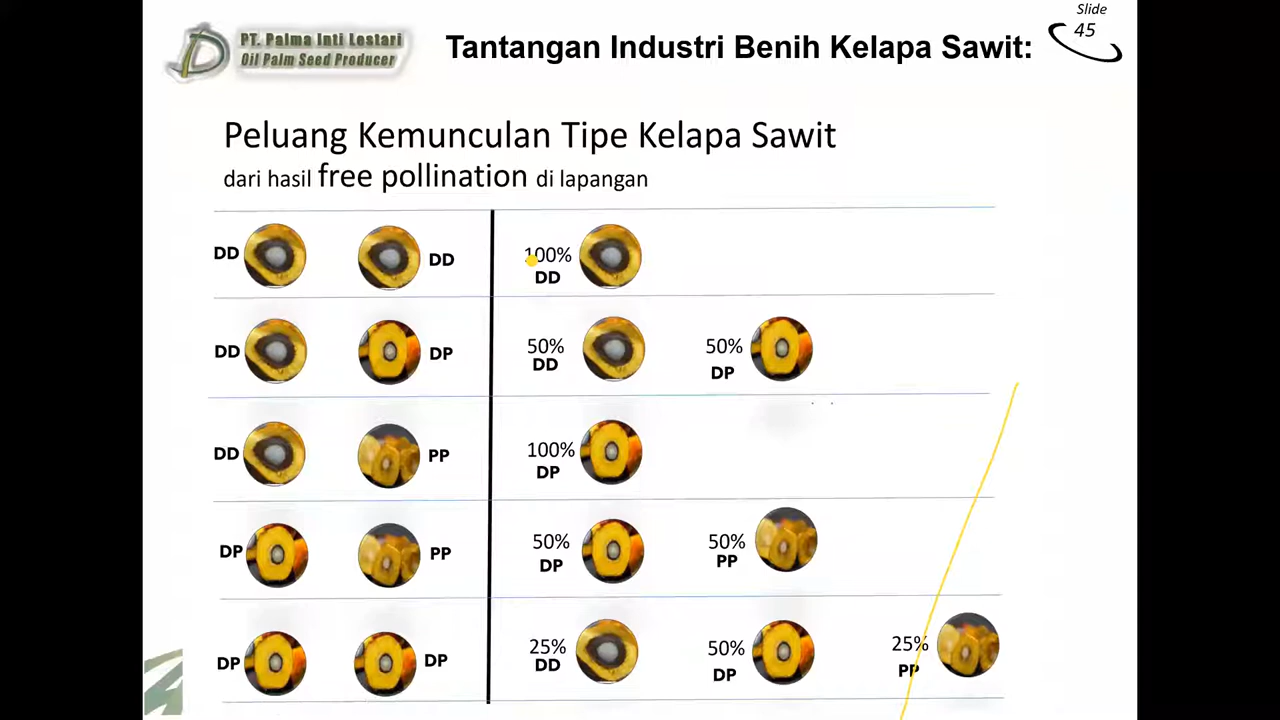 PT. Palma Inti Lestari
Oil Palm Seed Producer
Tantangan Industri Benih Kelapa Sawit:
Slide
45
Peluang Kemunculan Tipe Kelapa Sawit
dari hasil free pollination di lapangan
DD DD 100% DD
DD DP 50% DD 50% DP
DD PP 100% DP
DP PP 50% DP 50% PP
DP DP 25% DD 50% DP 25% PP